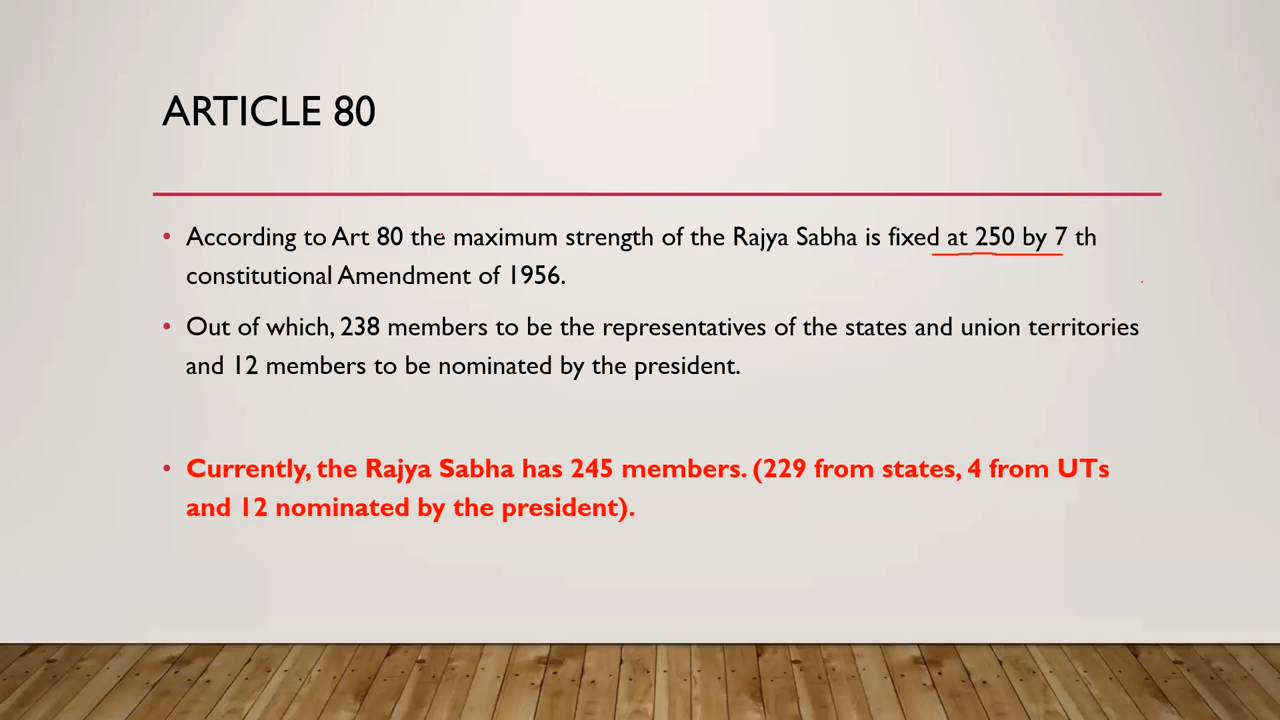 ARTICLE 80
• According to Art 80 the maximum strength of the Rajya Sabha is fixed at 250 by 7 th
constitutional Amendment of 1956.
• Out of which, 238 members to be the representatives of the states and union territories
and 12 members to be nominated by the president.
• Currently, the Rajya Sabha has 245 members. (229 from states, 4 from UTs
and 12 nominated by the president).